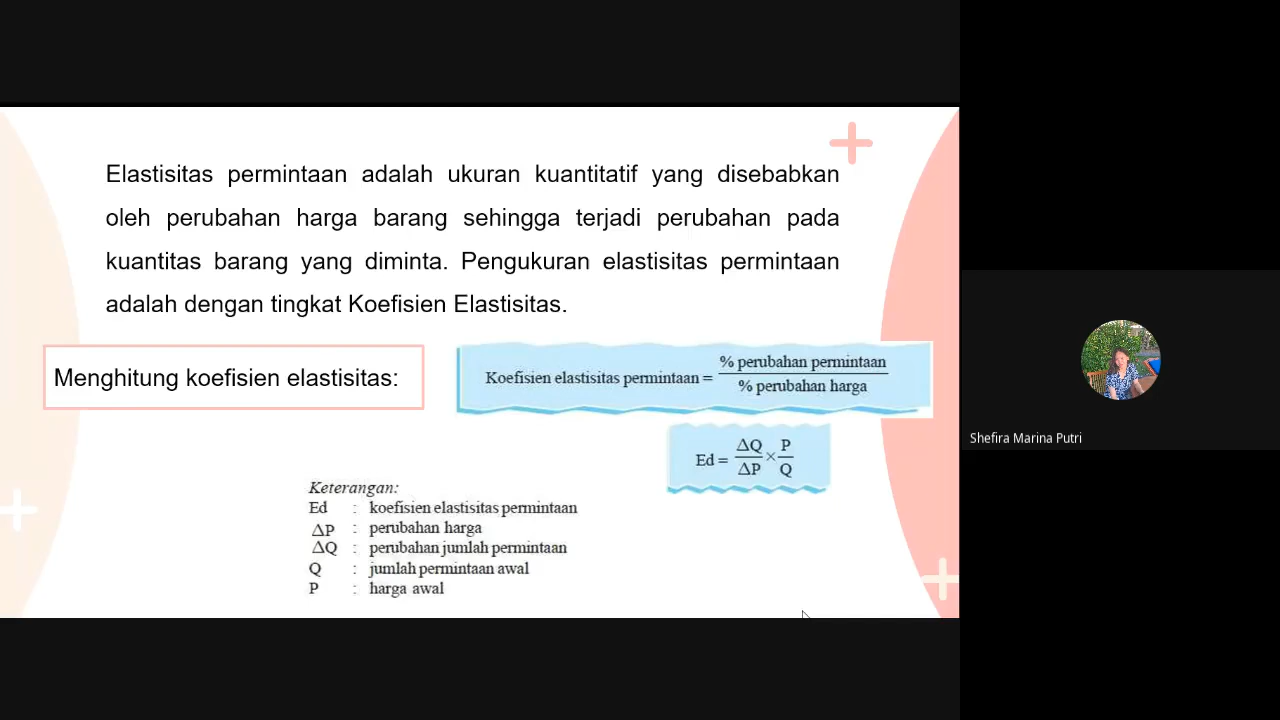 Elastisitas permintaan adalah ukuran kuantitatif yang disebabkan
oleh perubahan harga barang sehingga terjadi perubahan pada
kuantitas barang yang diminta. Pengukuran elastisitas permintaan
adalah dengan tingkat Koefisien Elastisitas.
Menghitung koefisien elastisitas:
Koefisien elastisitas permintaan = % perubahan permintaan / % perubahan harga
Ed = ΔQ/ΔP × P/Q
Keterangan:
Ed : koefisien elastisitas permintaan
ΔP : perubahan harga
ΔQ : perubahan jumlah permintaan
Q : jumlah permintaan awal
P : harga awal
Shefira Marina Putri